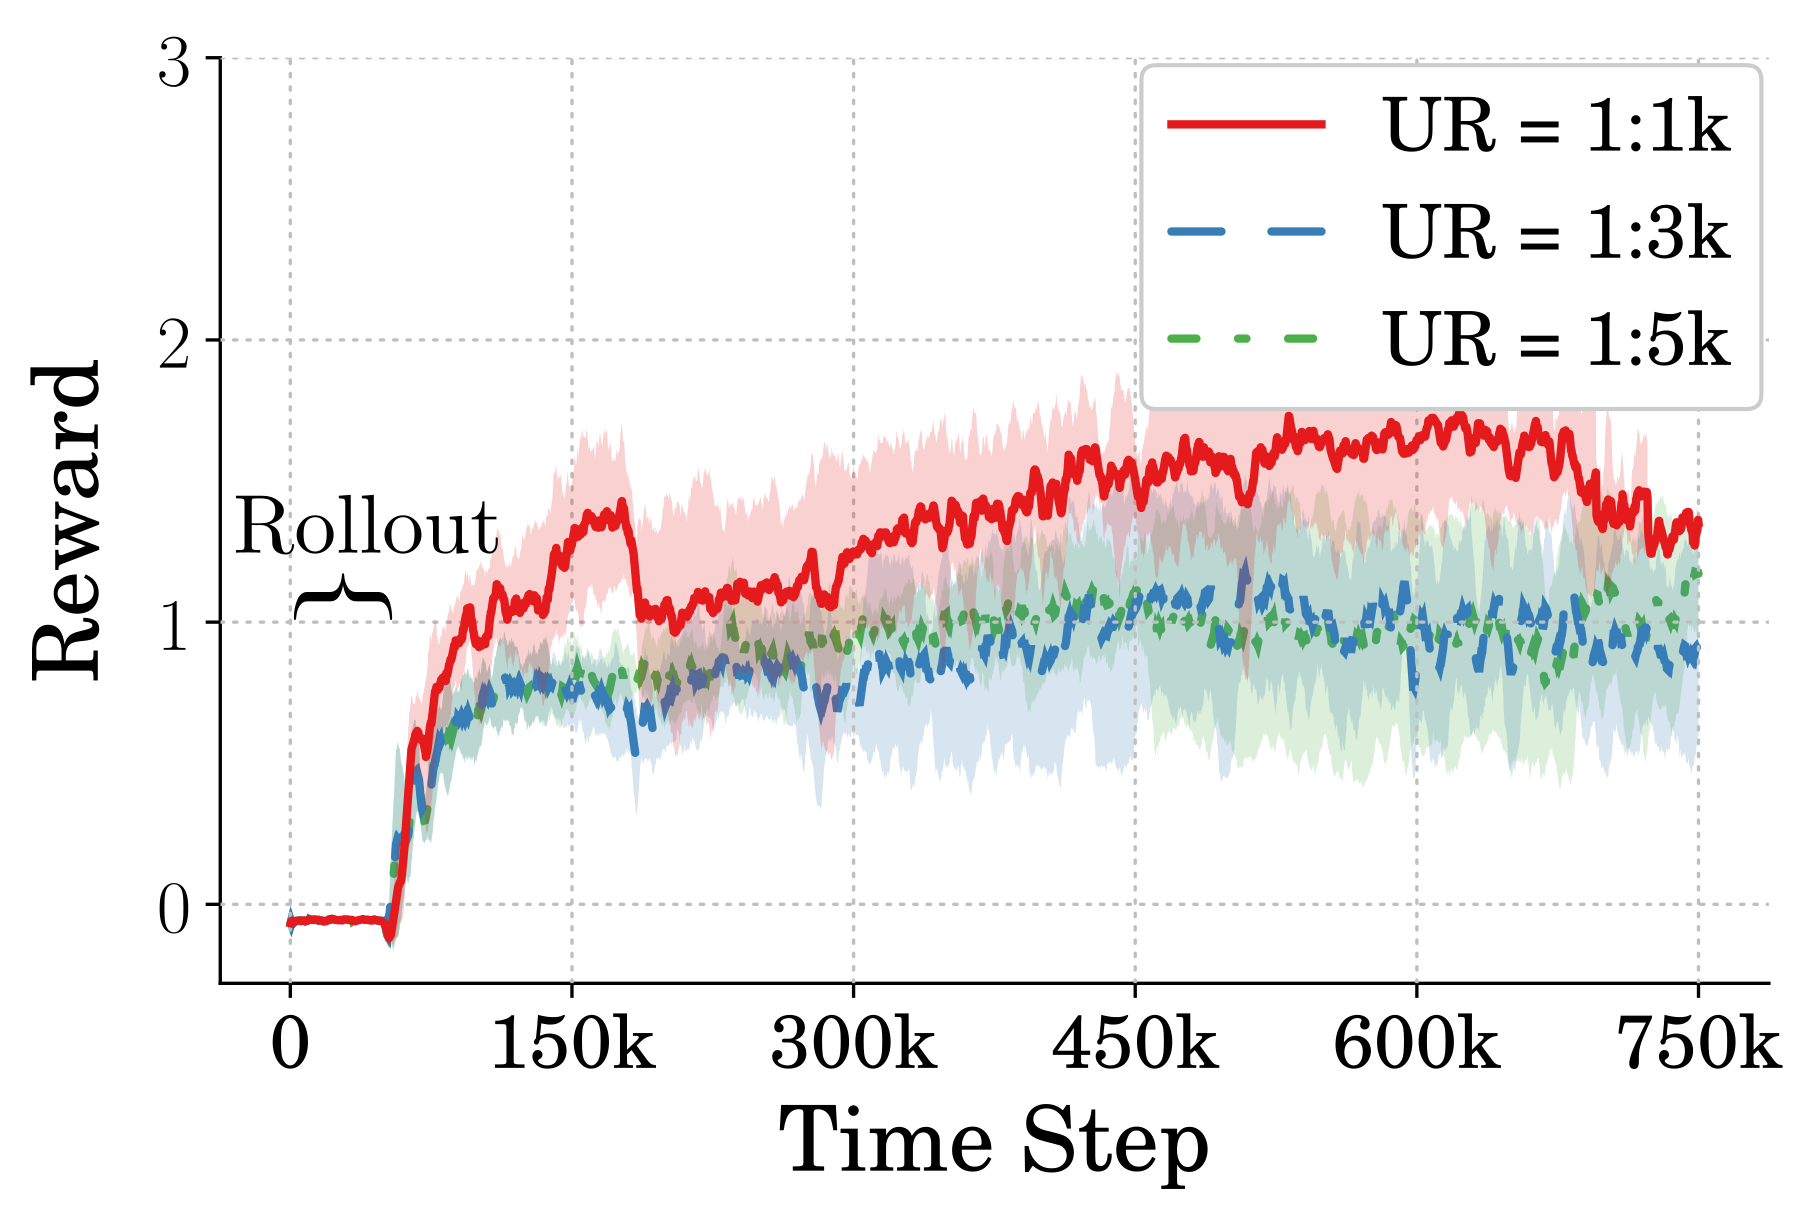 3
UR = 1:1k
UR = 1:3k
2
UR = 1:5k
Reward
Rollout
1
0
0 150k 300k 450k 600k 750k
Time Step